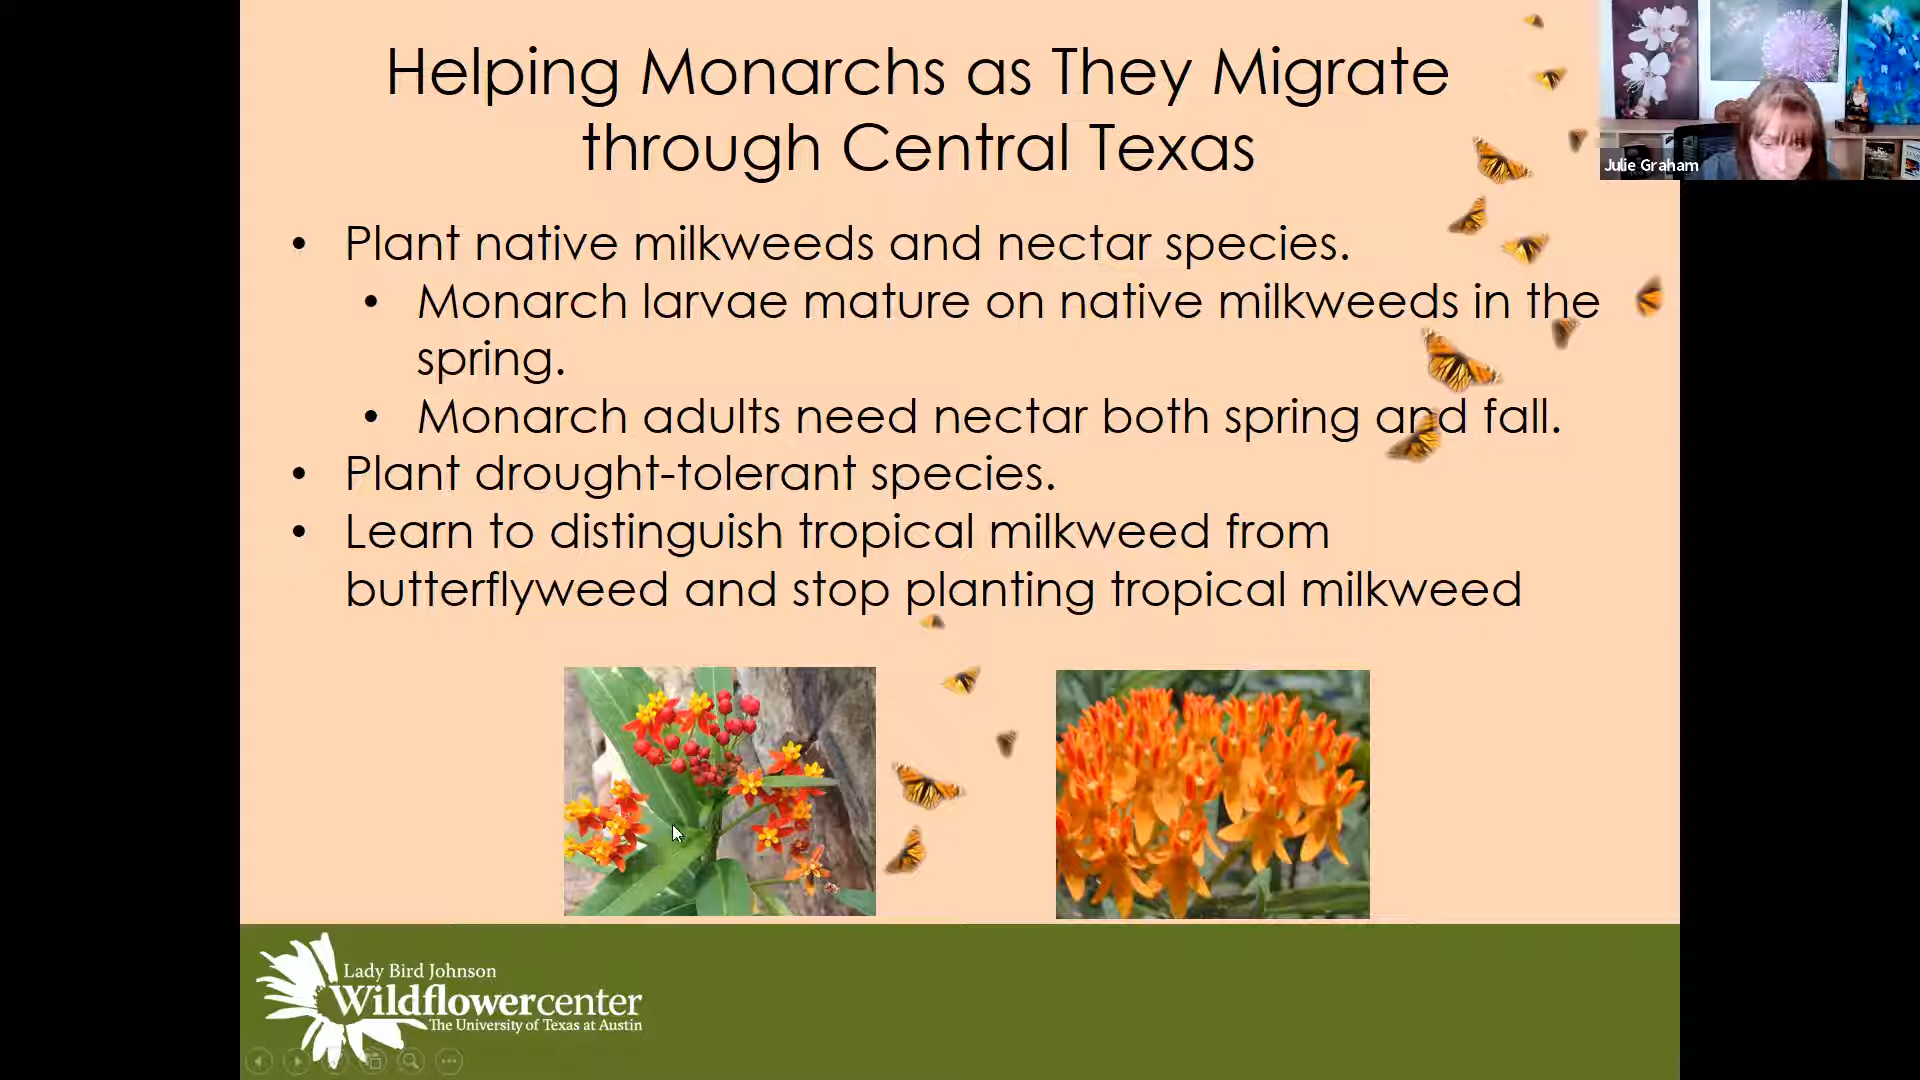 Helping Monarchs as They Migrate
through Central Texas
Julie Graham
• Plant native milkweeds and nectar species.
• Monarch larvae mature on native milkweeds in the
spring.
• Monarch adults need nectar both spring and fall.
• Plant drought-tolerant species.
• Learn to distinguish tropical milkweed from
butterflyweed and stop planting tropical milkweed
Lady Bird Johnson
Wildflowercenter
The University of Texas at Austin